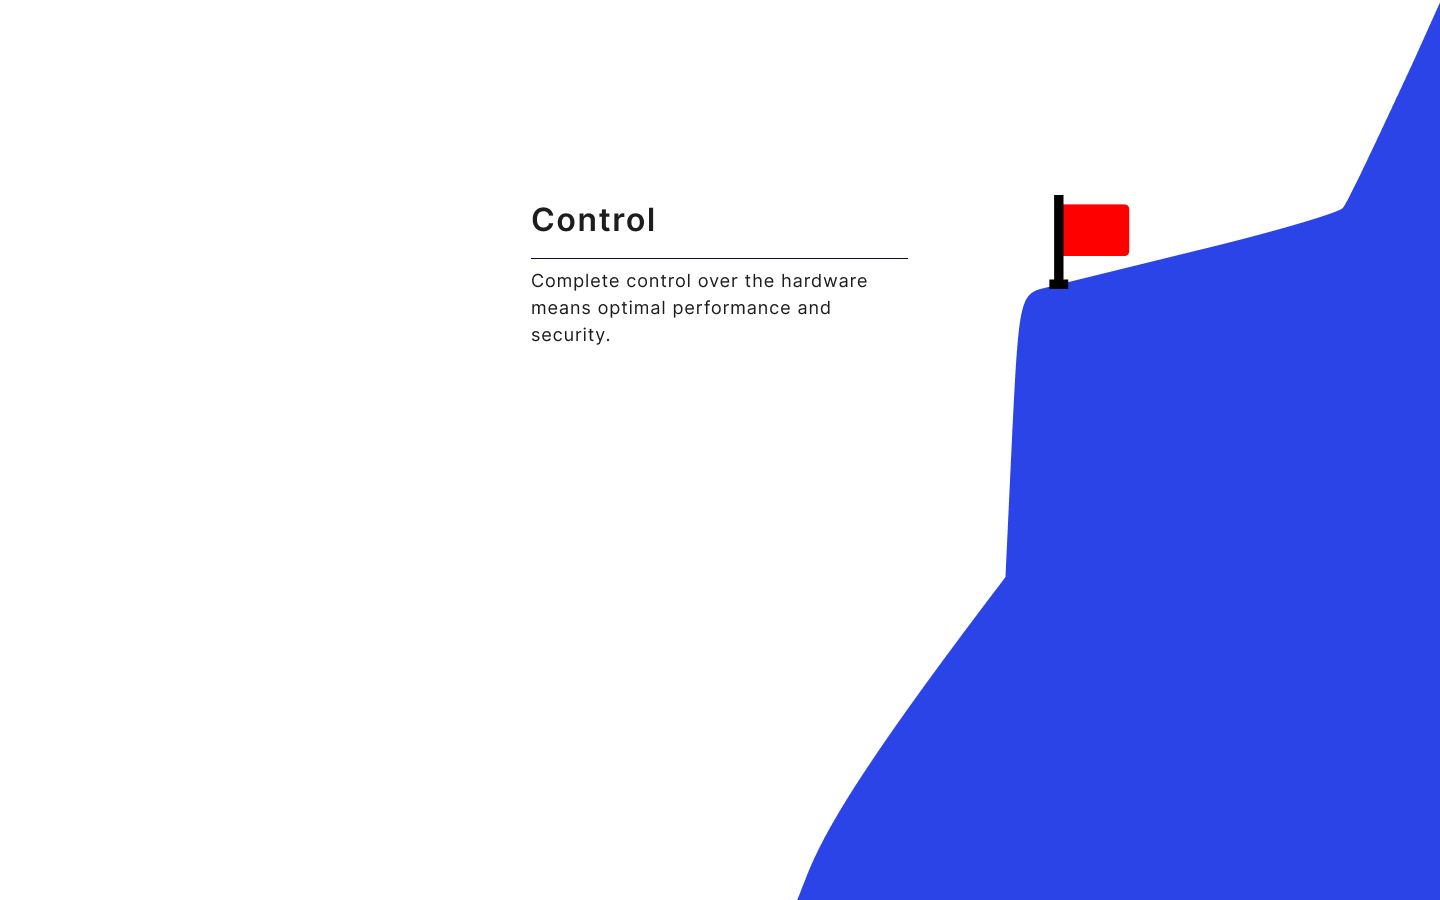 Control
Complete control over the hardware
means optimal performance and
security.